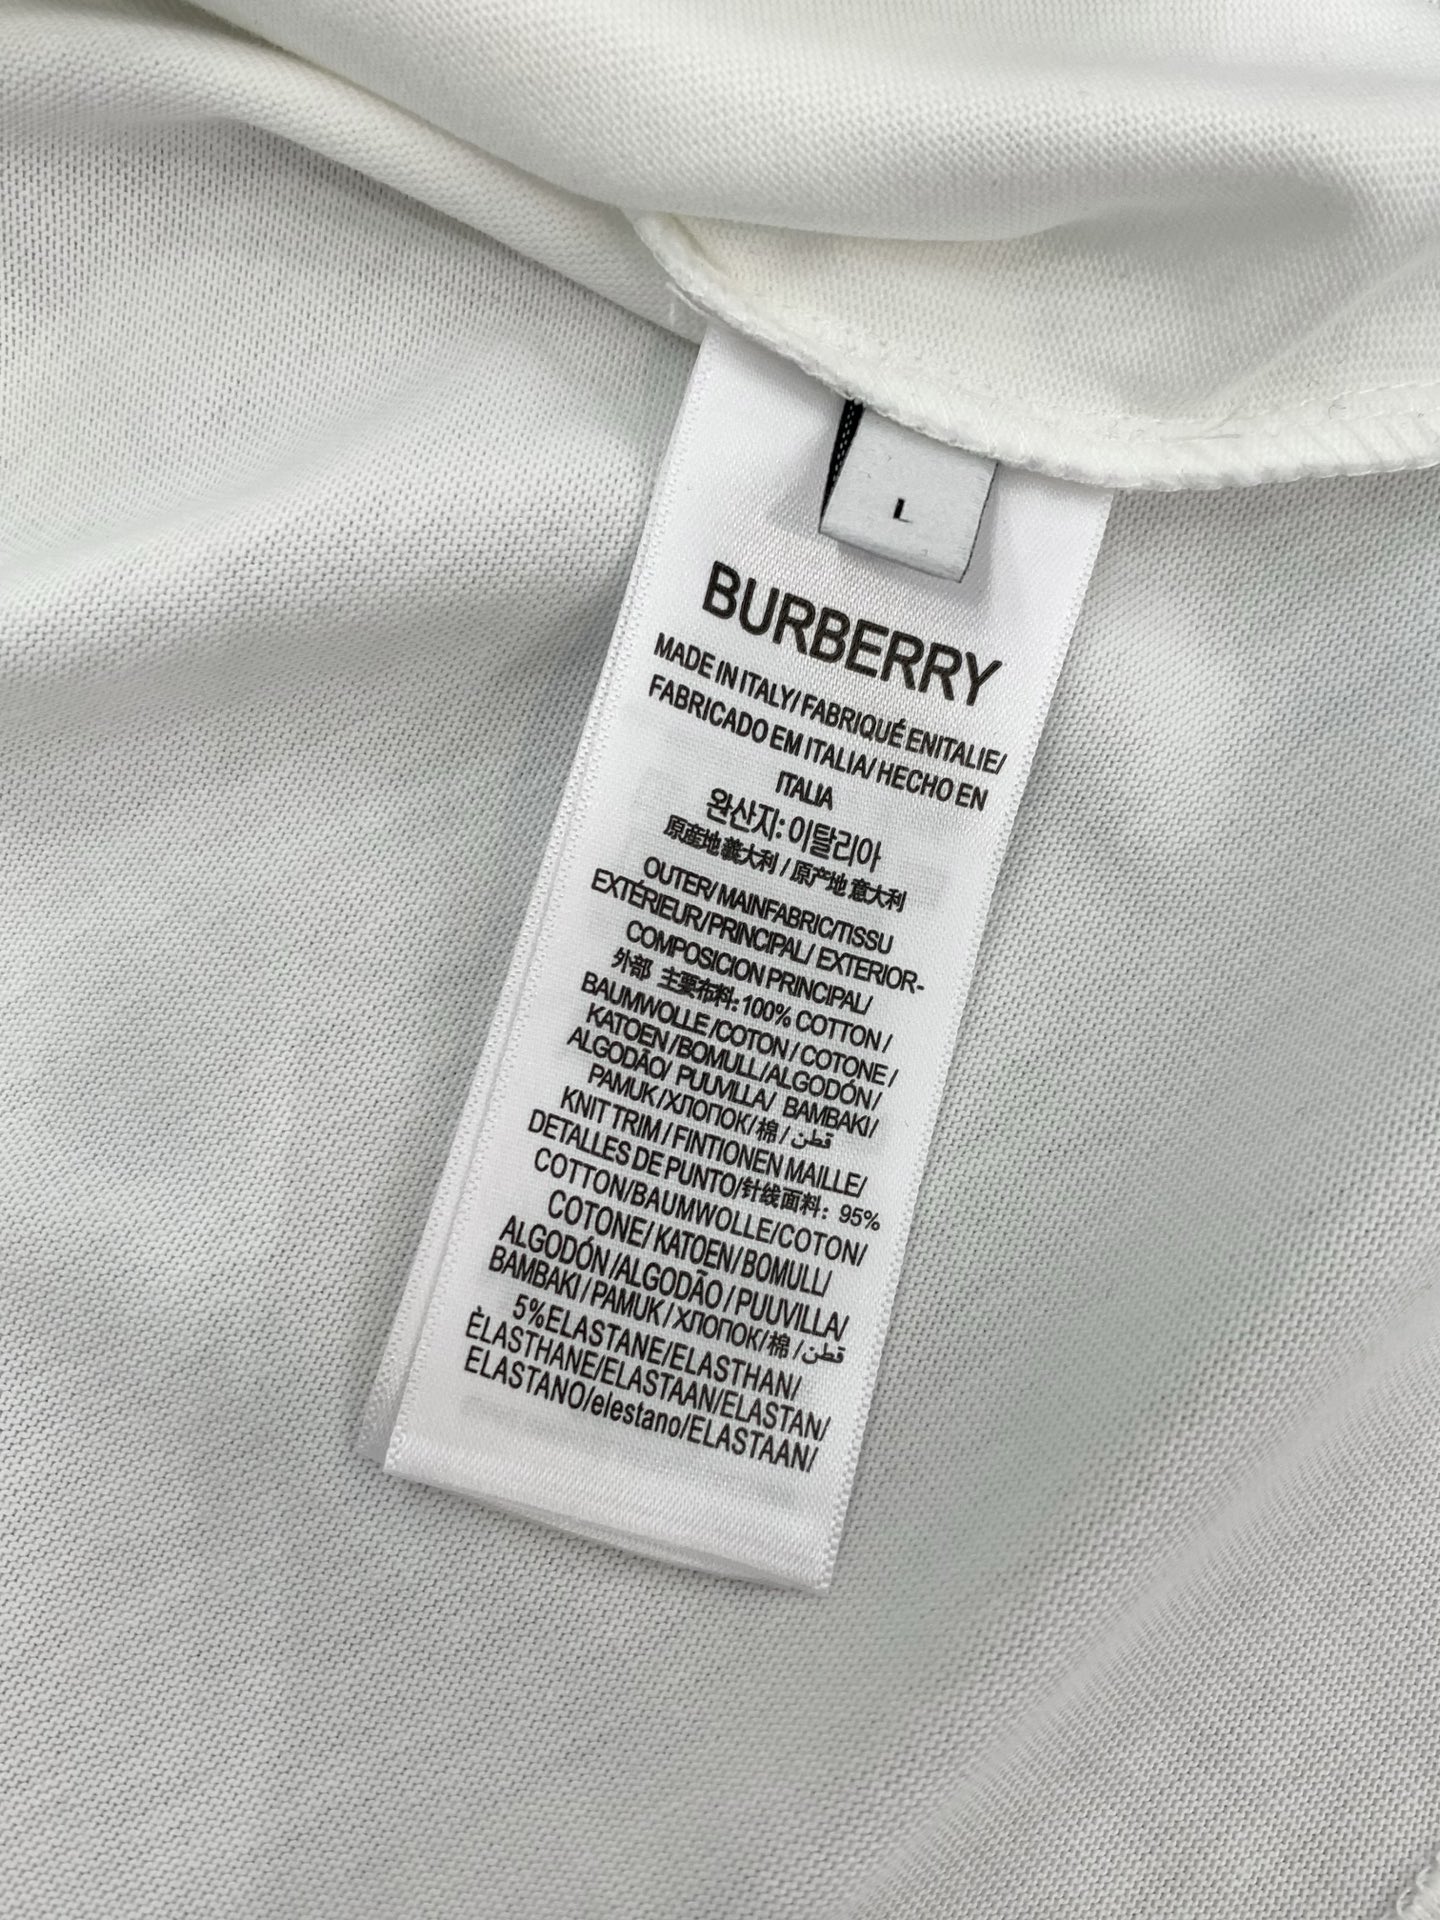 L
BURBERRY
MADE IN ITALY/ FABRIQUÉ ENITALIE/
FABRICADO EM ITALIA/ HECHO EN
ITALIA
완산지: 이탈리아
原産地 義大利 / 原产地 意大利
OUTER/ MAINFABRIC/TISSU
EXTÉRIEUR/PRINCIPAL/ EXTERIOR-
COMPOSICION PRINCIPAL/
外部 主要布料: 100% COTTON /
BAUMWOLLE /COTON / COTONE /
KATOEN /BOMULL/ALGODÓN /
ALGODÃO/ PUUVILLA/ BAMBAKI/
PAMUK /ХЛОПОК/ 棉 / قطن
KNIT TRIM / FINTIONEN MAILLE/
DETALLES DE PUNTO/针线面料: 95%
COTTON/BAUMWOLLE/COTON/
COTONE/ KATOEN/ BOMULL/
ALGODÓN /ALGODÃO / PUUVILLA/
BAMBAKI / PAMUK / ХЛОПОК/ 棉 / قطن
5%ELASTANE/ELASTHAN/
ÈLASTHANE/ELASTAAN/ELASTAN/
ELASTANO/elestano/ELASTAAN/